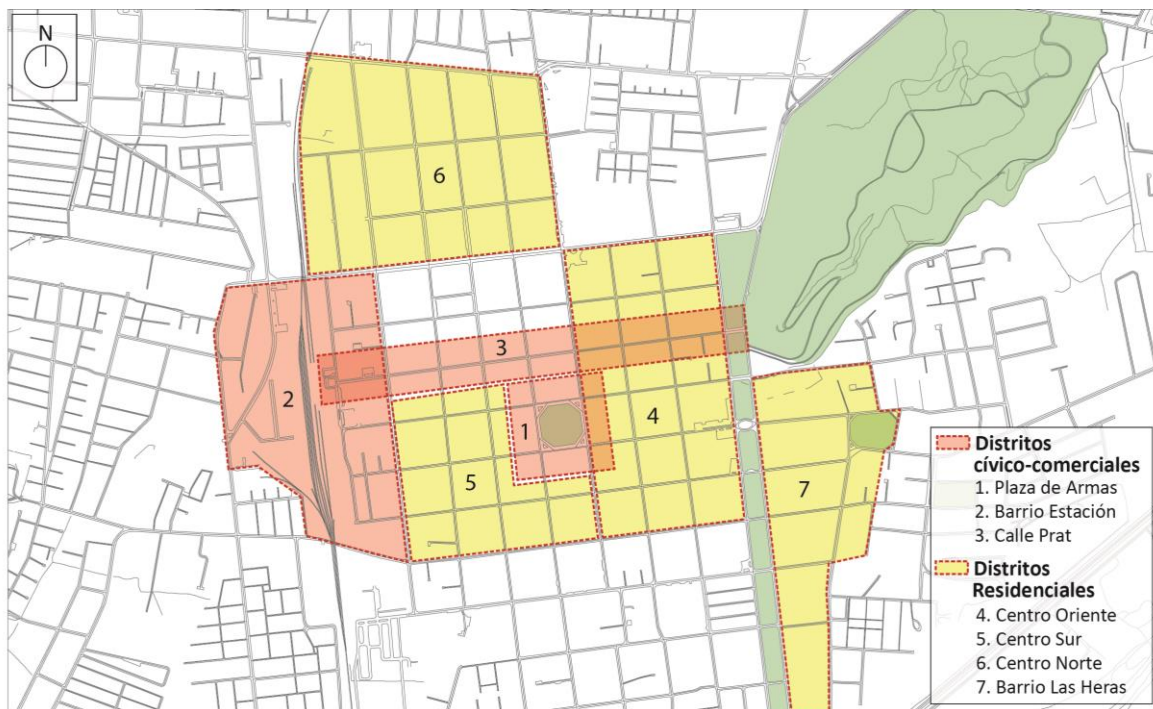 N
6
3
2
1
4
5
7
Distritos
cívico-comerciales
1. Plaza de Armas
2. Barrio Estación
3. Calle Prat
Distritos
Residenciales
4. Centro Oriente
5. Centro Sur
6. Centro Norte
7. Barrio Las Heras